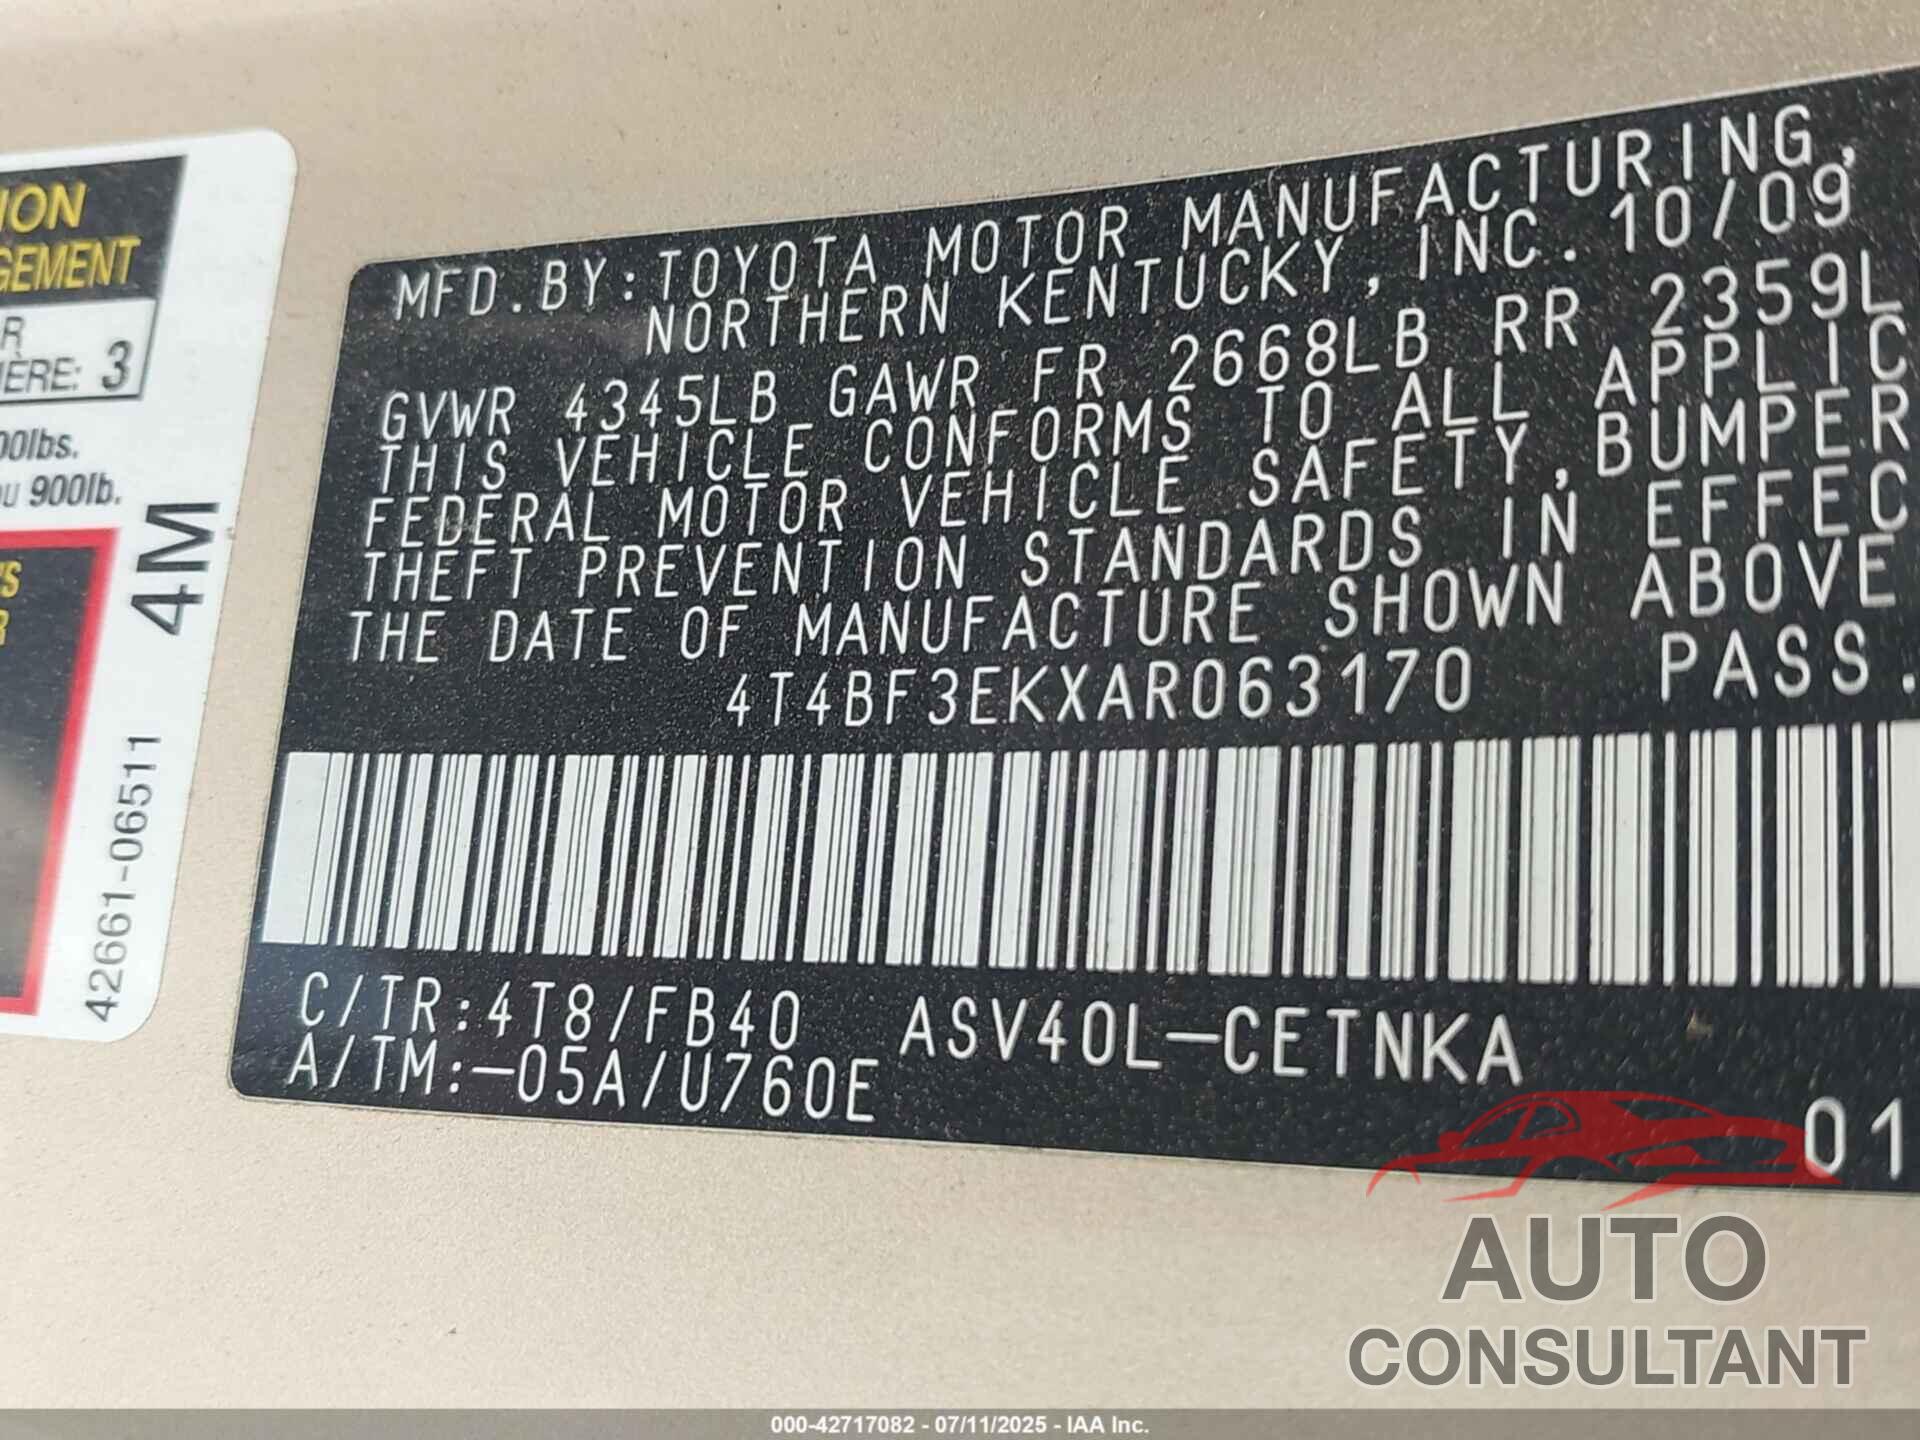 ION
GEMENT
R
IÈRE: 3
00lbs.
OU 900lb.
'S
R
4M
42661-06511
MFD. BY: TOYOTA MOTOR MANUFACTURING,
NORTHERN KENTUCKY, INC. 10/09
GVWR 4345LB GAWR FR 2668LB RR 2359L
THIS VEHICLE CONFORMS TO ALL APPLIC
FEDERAL MOTOR VEHICLE SAFETY, BUMPER
THEFT PREVENTION STANDARDS IN EFFEC
THE DATE OF MANUFACTURE SHOWN ABOVE
4T4BF3EKXAR063170 PASS.
C/TR:4T8/FB40 ASV40L-CETNKA
A/TM:-05A/U760E
01
AUTO
CONSULTANT
000-42717082 - 07/11/2025 - IAA Inc.